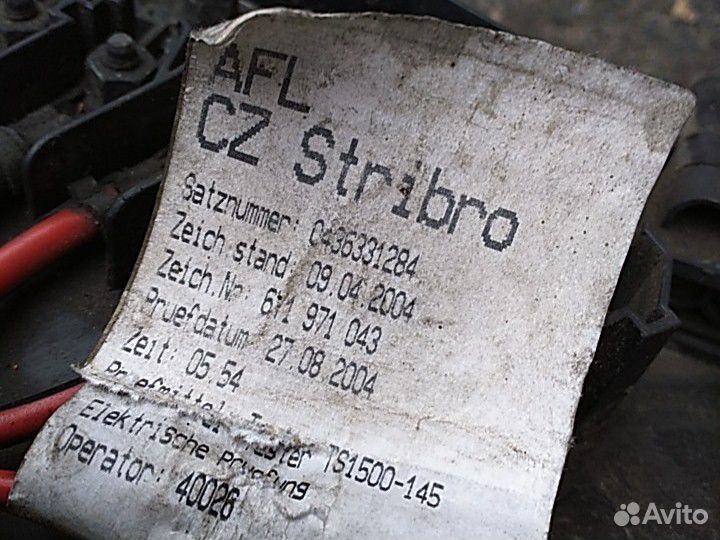 AFL
CZ Stribro
Satznummer: 0436331284
Zeich.stand: 09.04.2004
Zeich.Nr: 6Y1 971 043
Pruefdatum: 27.08 2004
Zeit: 05 54
Tester TS1500-145
Elektrische Pruefung
Operator: 40026
Avito